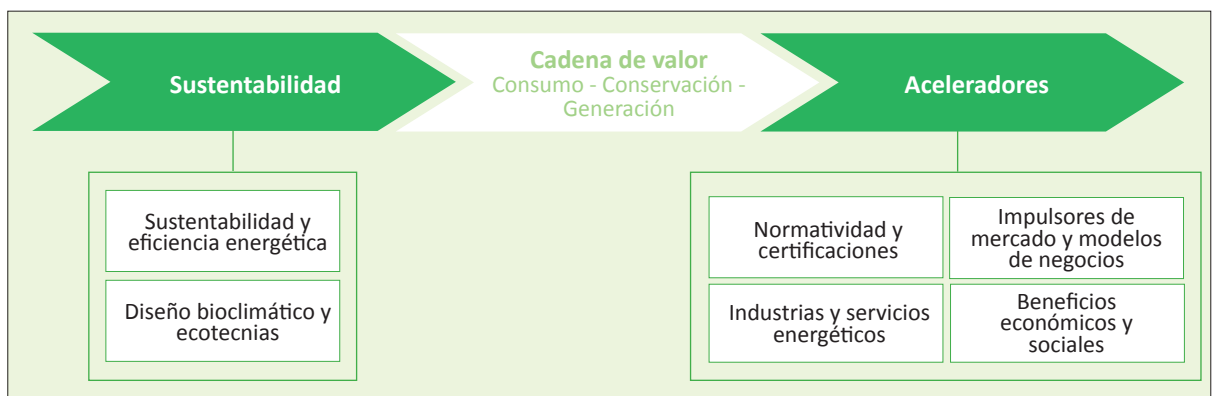 Sustentabilidad
Cadena de valor
Consumo - Conservación -
Generación
Aceleradores
Sustentabilidad y
eficiencia energética
Diseño bioclimático y
ecotecnias
Normatividad y
certificaciones
Impulsores de
mercado y modelos
de negocios
Industrias y servicios
energéticos
Beneficios
económicos y
sociales